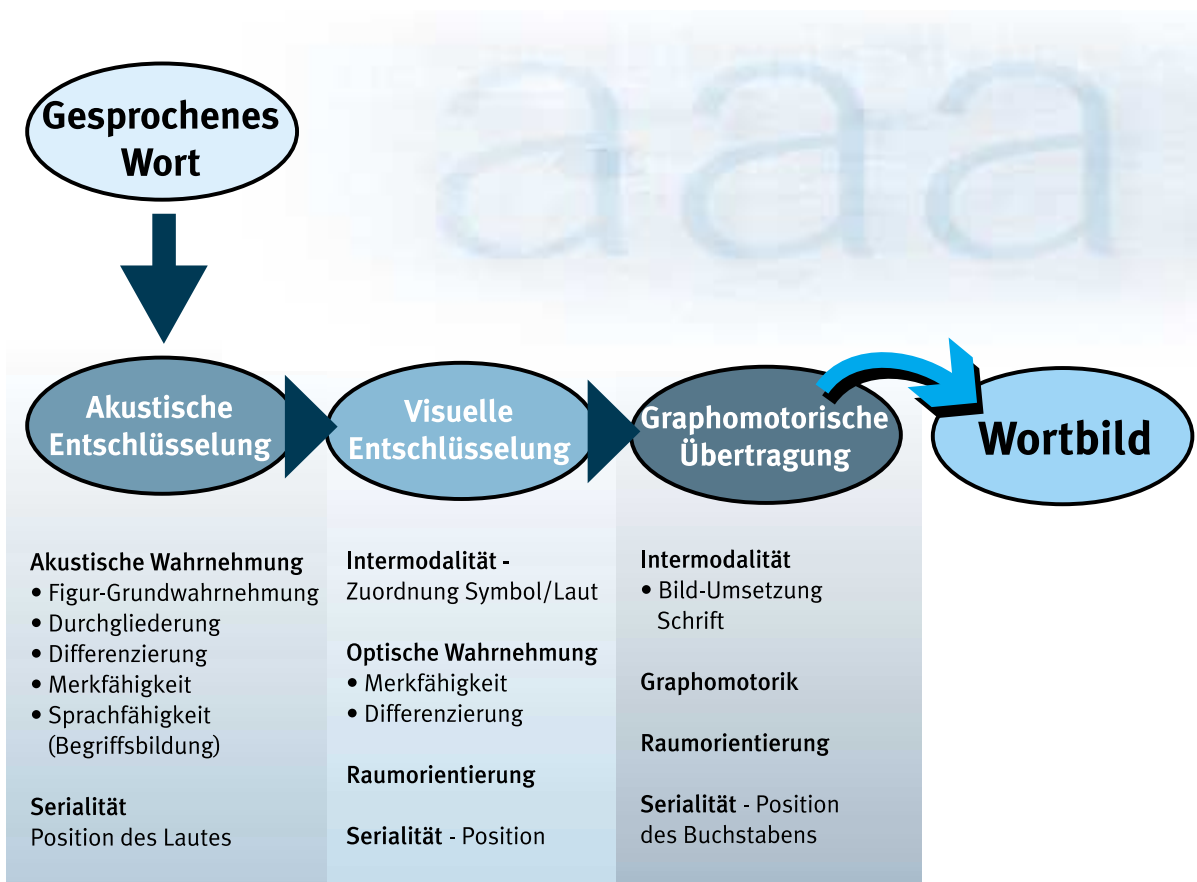 aaa
Gesprochenes
Wort
Akustische
Entschlüsselung
Visuelle
Entschlüsselung
Graphomotorische
Übertragung
Wortbild
Akustische Wahrnehmung
• Figur-Grundwahrnehmung
• Durchgliederung
• Differenzierung
• Merkfähigkeit
• Sprachfähigkeit
(Begriffsbildung)
Serialität
Position des Lautes
Intermodalität -
Zuordnung Symbol/Laut
Optische Wahrnehmung
• Merkfähigkeit
• Differenzierung
Raumorientierung
Serialität - Position
Intermodalität
• Bild-Umsetzung
Schrift
Graphomotorik
Raumorientierung
Serialität - Position
des Buchstabens